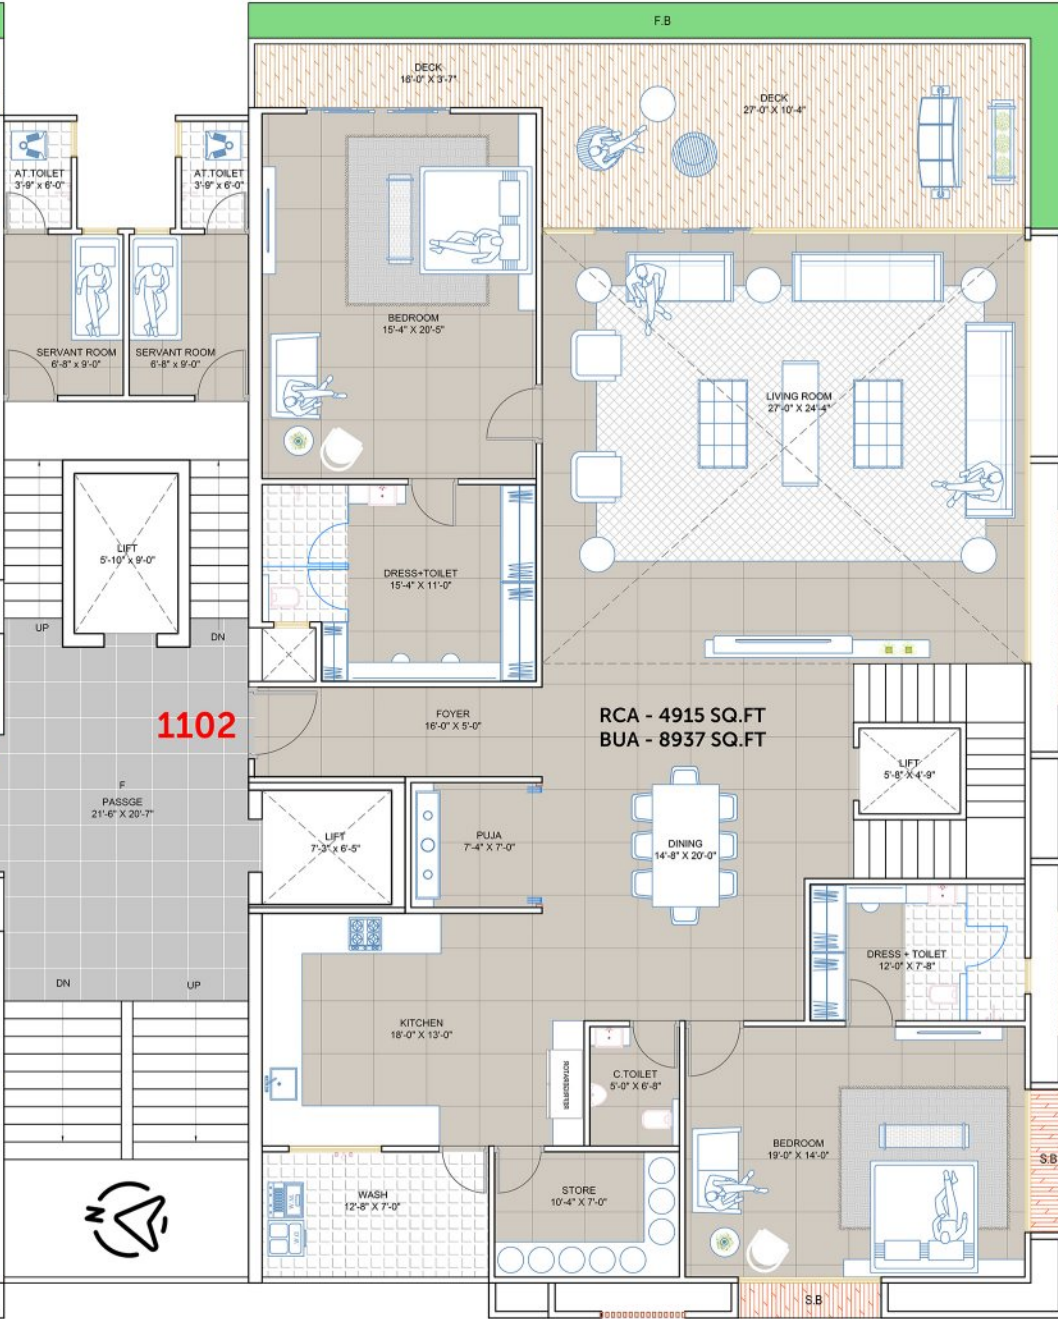 F.B
DECK
16'-0" X 3'-7"
DECK
27'-0" X 10'-4"
AT.TOILET
3'-9" x 6'-0"
AT.TOILET
3'-9" x 6'-0"
BEDROOM
15'-4" X 20'-5"
SERVANT ROOM
6'-8" x 9'-0"
SERVANT ROOM
6'-8" x 9'-0"
LIVING ROOM
27'-0" X 24'-4"
LIFT
5'-10" x 9'-0"
DRESS+TOILET
15'-4" X 11'-0"
UP
DN
1102
FOYER
16'-0" X 5'-0"
RCA - 4915 SQ.FT
BUA - 8937 SQ.FT
LIFT
5'-8" X 4'-9"
F
PASSGE
21'-6" X 20'-7"
LIFT
7'-3" x 6'-5"
PUJA
7'-4" X 7'-0"
DINING
14'-8" X 20'-0"
DRESS + TOILET
12'-0" X 7'-8"
DN
UP
KITCHEN
18'-0" X 13'-0"
C.TOILET
5'-0" X 6'-8"
BEDROOM
19'-0" X 14'-0"
S.B
WASH
12'-8" X 7'-0"
STORE
10'-4" X 7'-0"
N
S.B